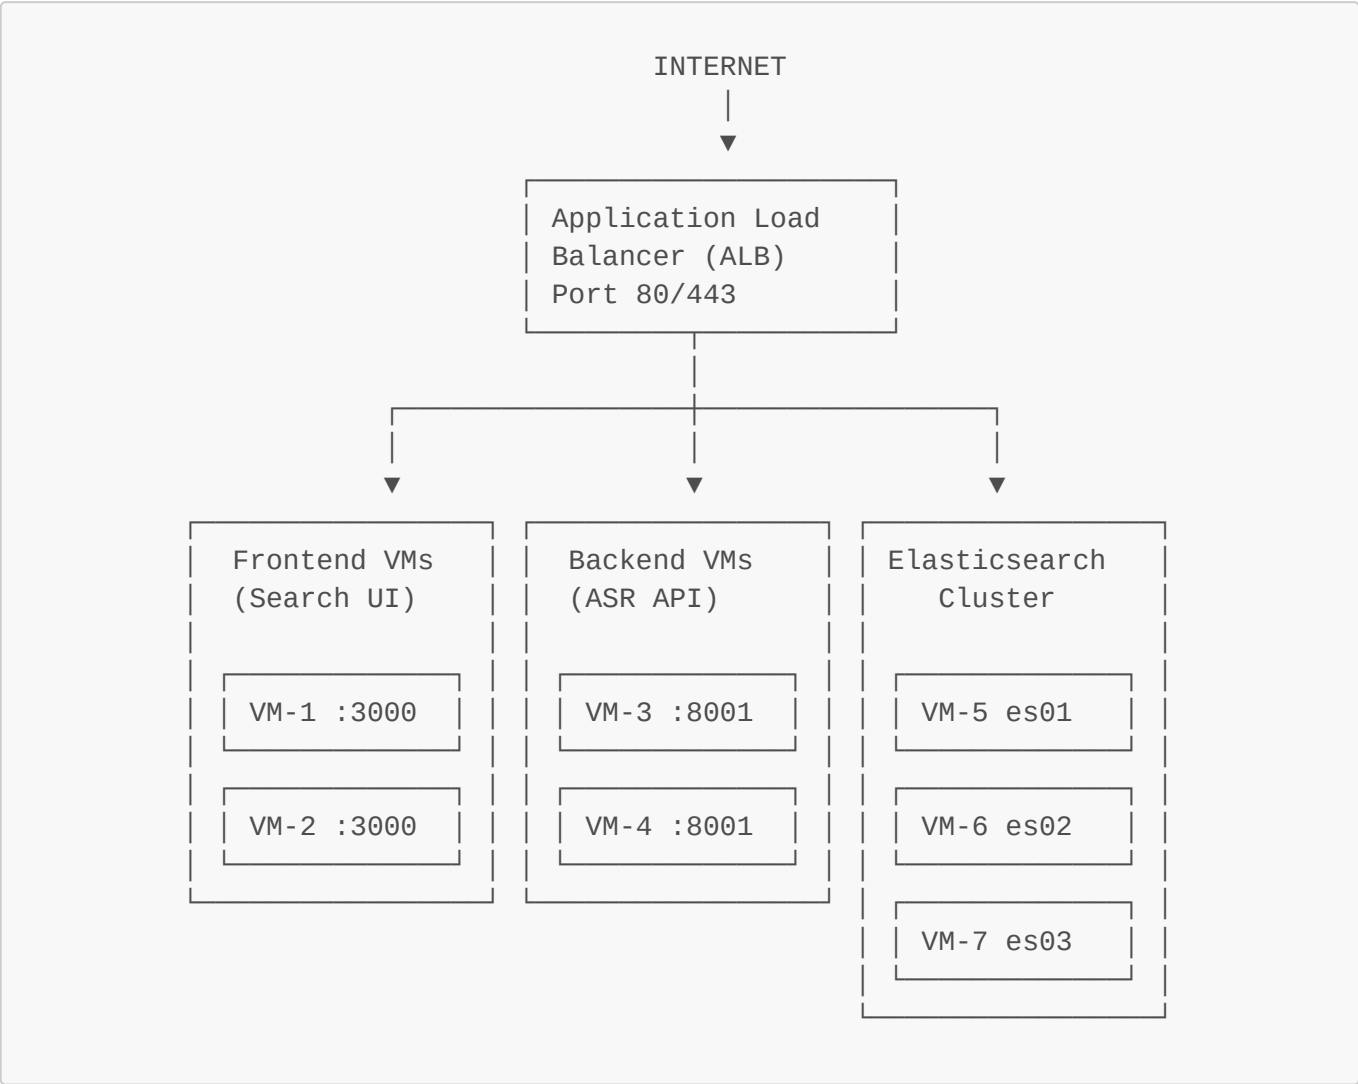 INTERNET
Application Load
Balancer (ALB)
Port 80/443
Frontend VMs
(Search UI)
VM-1 :3000
VM-2 :3000
Backend VMs
(ASR API)
VM-3 :8001
VM-4 :8001
Elasticsearch
Cluster
VM-5 es01
VM-6 es02
VM-7 es03